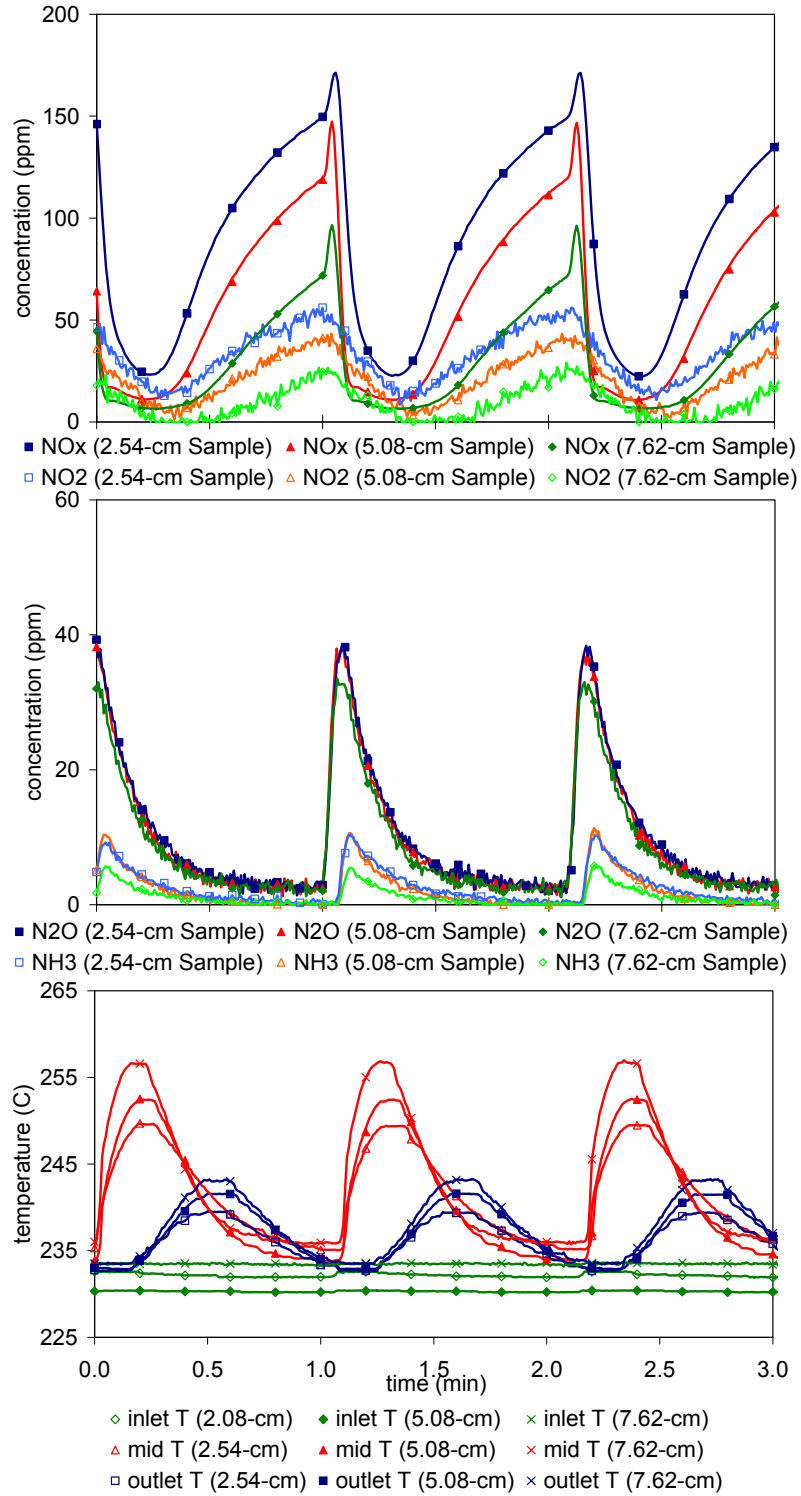 200
150
100
50
0
concentration (ppm)
NOx (2.54-cm Sample) NOx (5.08-cm Sample) NOx (7.62-cm Sample)
NO2 (2.54-cm Sample) NO2 (5.08-cm Sample) NO2 (7.62-cm Sample)
60
40
20
0
concentration (ppm)
N2O (2.54-cm Sample) N2O (5.08-cm Sample) N2O (7.62-cm Sample)
NH3 (2.54-cm Sample) NH3 (5.08-cm Sample) NH3 (7.62-cm Sample)
265
257
249
241
233
225
temperature (C)
0.0 0.5 1.0 1.5 2.0 2.5 3.0
time (min)
inlet T (2.08-cm) inlet T (5.08-cm) inlet T (7.62-cm)
mid T (2.54-cm) mid T (5.08-cm) mid T (7.62-cm)
outlet T (2.54-cm) outlet T (5.08-cm) outlet T (7.62-cm)